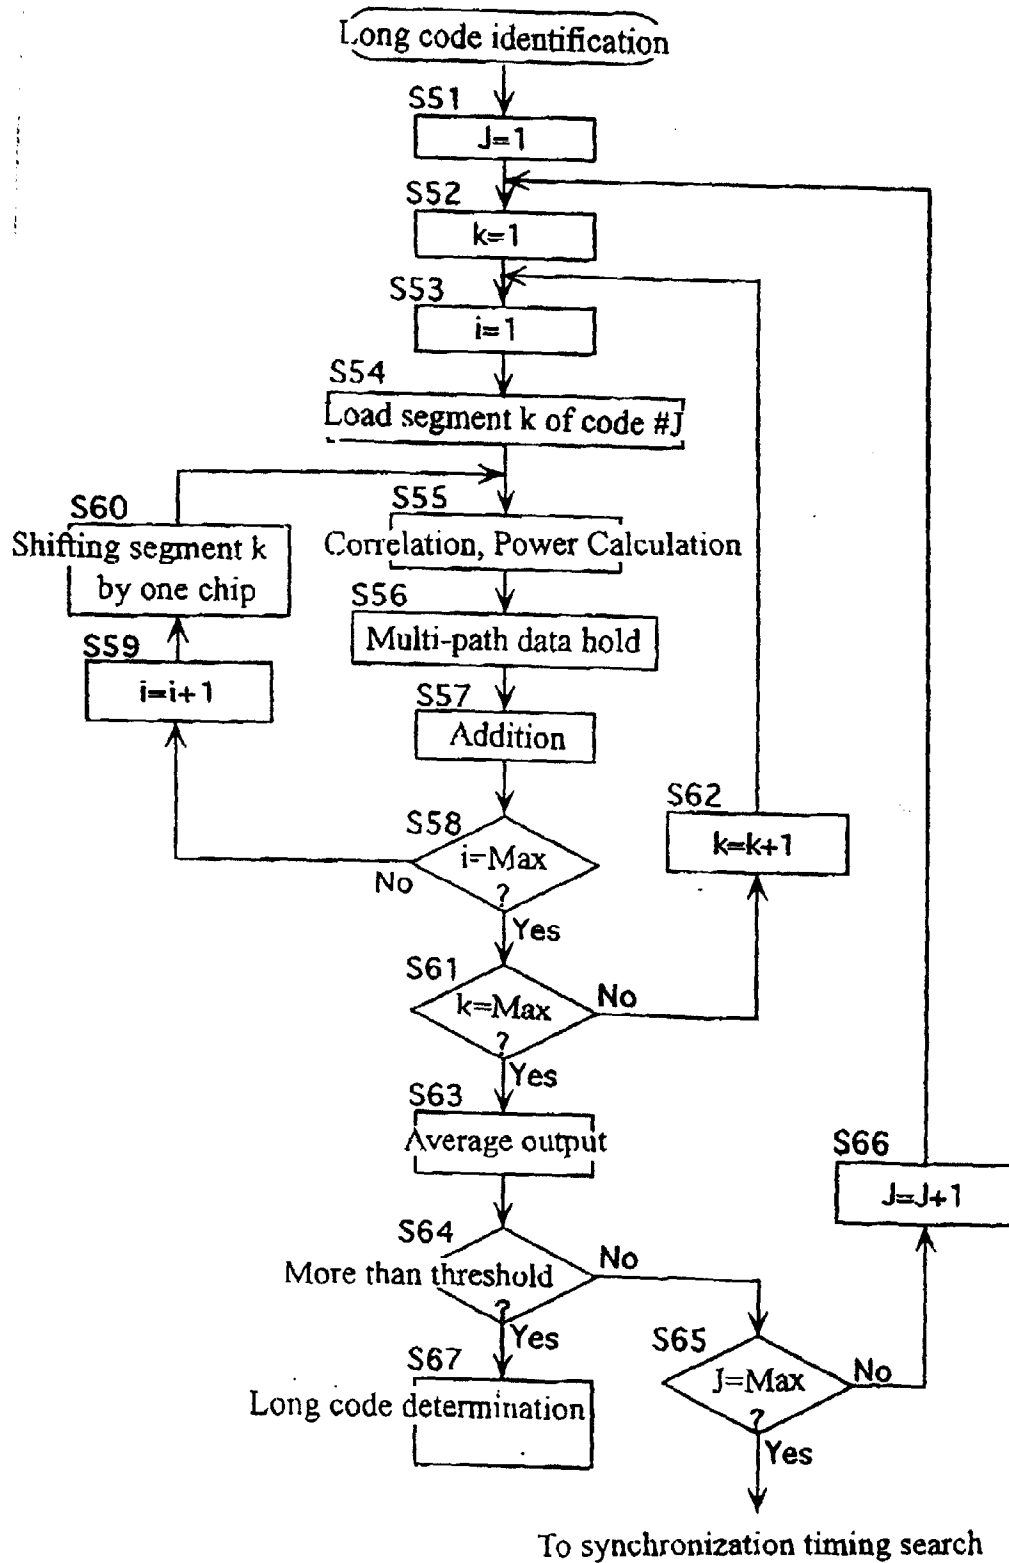 Long code identification
S51
J=1
S52
k=1
S53
i=1
S54
Load segment k of code #J
S60
Shifting segment k
by one chip
S55
Correlation, Power Calculation
S56
Multi-path data hold
S59
i=i+1
S57
Addition
S58
i=Max
?
No
Yes
S62
k=k+1
S61
k=Max
?
No
Yes
S63
Average output
S66
J=J+1
S64
More than threshold
?
No
Yes
S65
J=Max
?
No
Yes
S67
Long code determination
To synchronization timing search